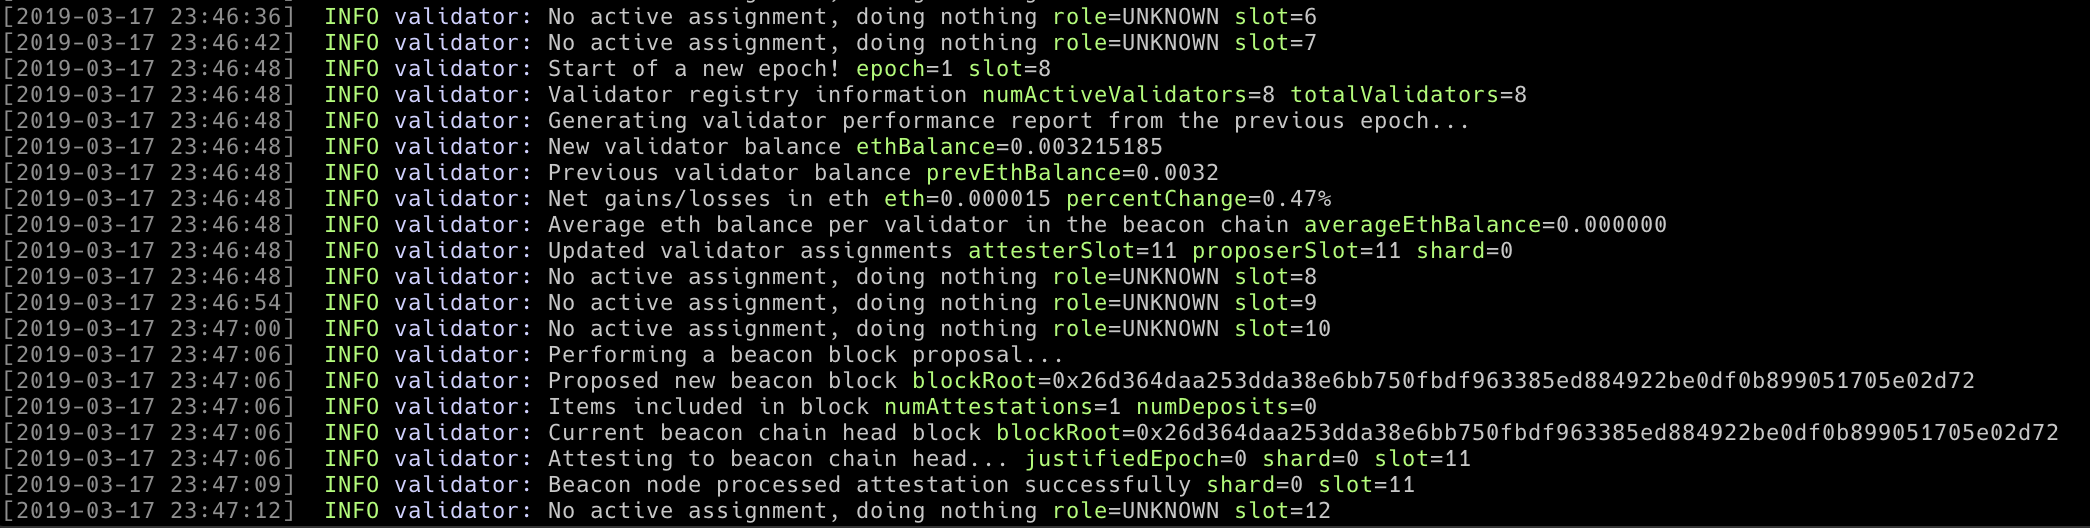 [2019-03-17 23:46:36]  INFO validator: No active assignment, doing nothing role=UNKNOWN slot=6
[2019-03-17 23:46:42]  INFO validator: No active assignment, doing nothing role=UNKNOWN slot=7
[2019-03-17 23:46:48]  INFO validator: Start of a new epoch! epoch=1 slot=8
[2019-03-17 23:46:48]  INFO validator: Validator registry information numActiveValidators=8 totalValidators=8
[2019-03-17 23:46:48]  INFO validator: Generating validator performance report from the previous epoch...
[2019-03-17 23:46:48]  INFO validator: New validator balance ethBalance=0.003215185
[2019-03-17 23:46:48]  INFO validator: Previous validator balance prevEthBalance=0.0032
[2019-03-17 23:46:48]  INFO validator: Net gains/losses in eth eth=0.000015 percentChange=0.47%
[2019-03-17 23:46:48]  INFO validator: Average eth balance per validator in the beacon chain averageEthBalance=0.000000
[2019-03-17 23:46:48]  INFO validator: Updated validator assignments attesterSlot=11 proposerSlot=11 shard=0
[2019-03-17 23:46:48]  INFO validator: No active assignment, doing nothing role=UNKNOWN slot=8
[2019-03-17 23:46:54]  INFO validator: No active assignment, doing nothing role=UNKNOWN slot=9
[2019-03-17 23:47:00]  INFO validator: No active assignment, doing nothing role=UNKNOWN slot=10
[2019-03-17 23:47:06]  INFO validator: Performing a beacon block proposal...
[2019-03-17 23:47:06]  INFO validator: Proposed new beacon block blockRoot=0x26d364daa253dda38e6bb750fbdf963385ed884922be0df0b899051705e02d72
[2019-03-17 23:47:06]  INFO validator: Items included in block numAttestations=1 numDeposits=0
[2019-03-17 23:47:06]  INFO validator: Current beacon chain head block blockRoot=0x26d364daa253dda38e6bb750fbdf963385ed884922be0df0b899051705e02d72
[2019-03-17 23:47:06]  INFO validator: Attesting to beacon chain head... justifiedEpoch=0 shard=0 slot=11
[2019-03-17 23:47:09]  INFO validator: Beacon node processed attestation successfully shard=0 slot=11
[2019-03-17 23:47:12]  INFO validator: No active assignment, doing nothing role=UNKNOWN slot=12